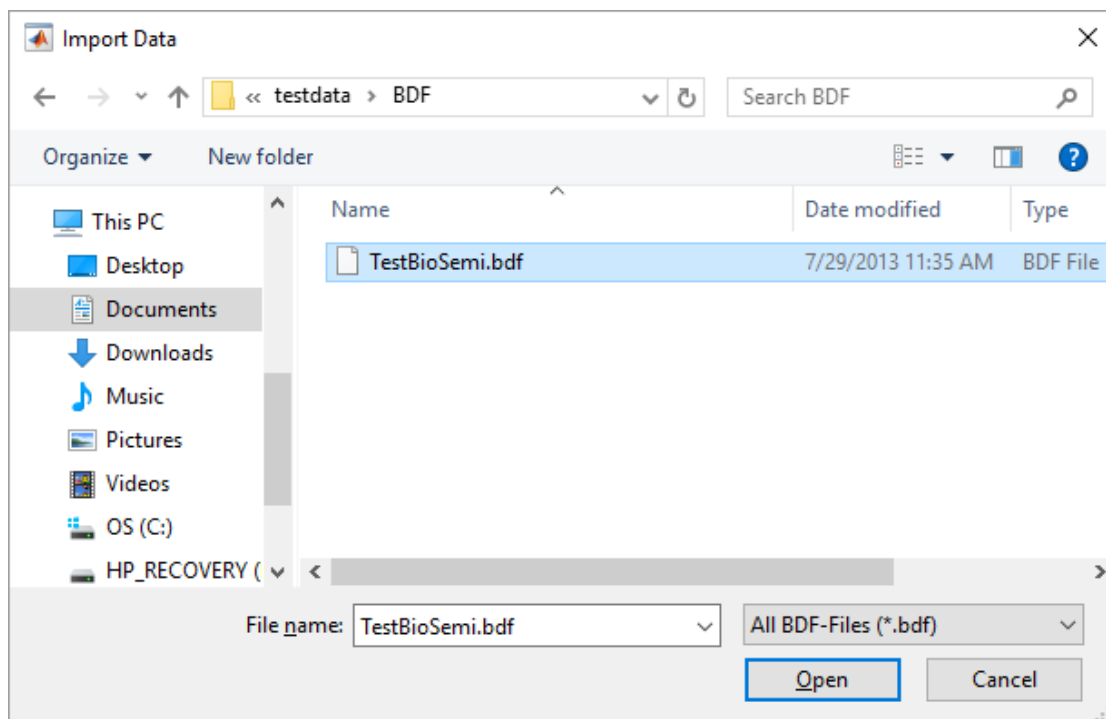 Import Data
« testdata > BDF
Search BDF
Organize
New folder
Name
Date modified
Type
This PC
Desktop
Documents
Downloads
Music
Pictures
Videos
OS (C:)
HP_RECOVERY (
TestBioSemi.bdf
7/29/2013 11:35 AM
BDF File
File name:
TestBioSemi.bdf
All BDF-Files (*.bdf)
Open
Cancel